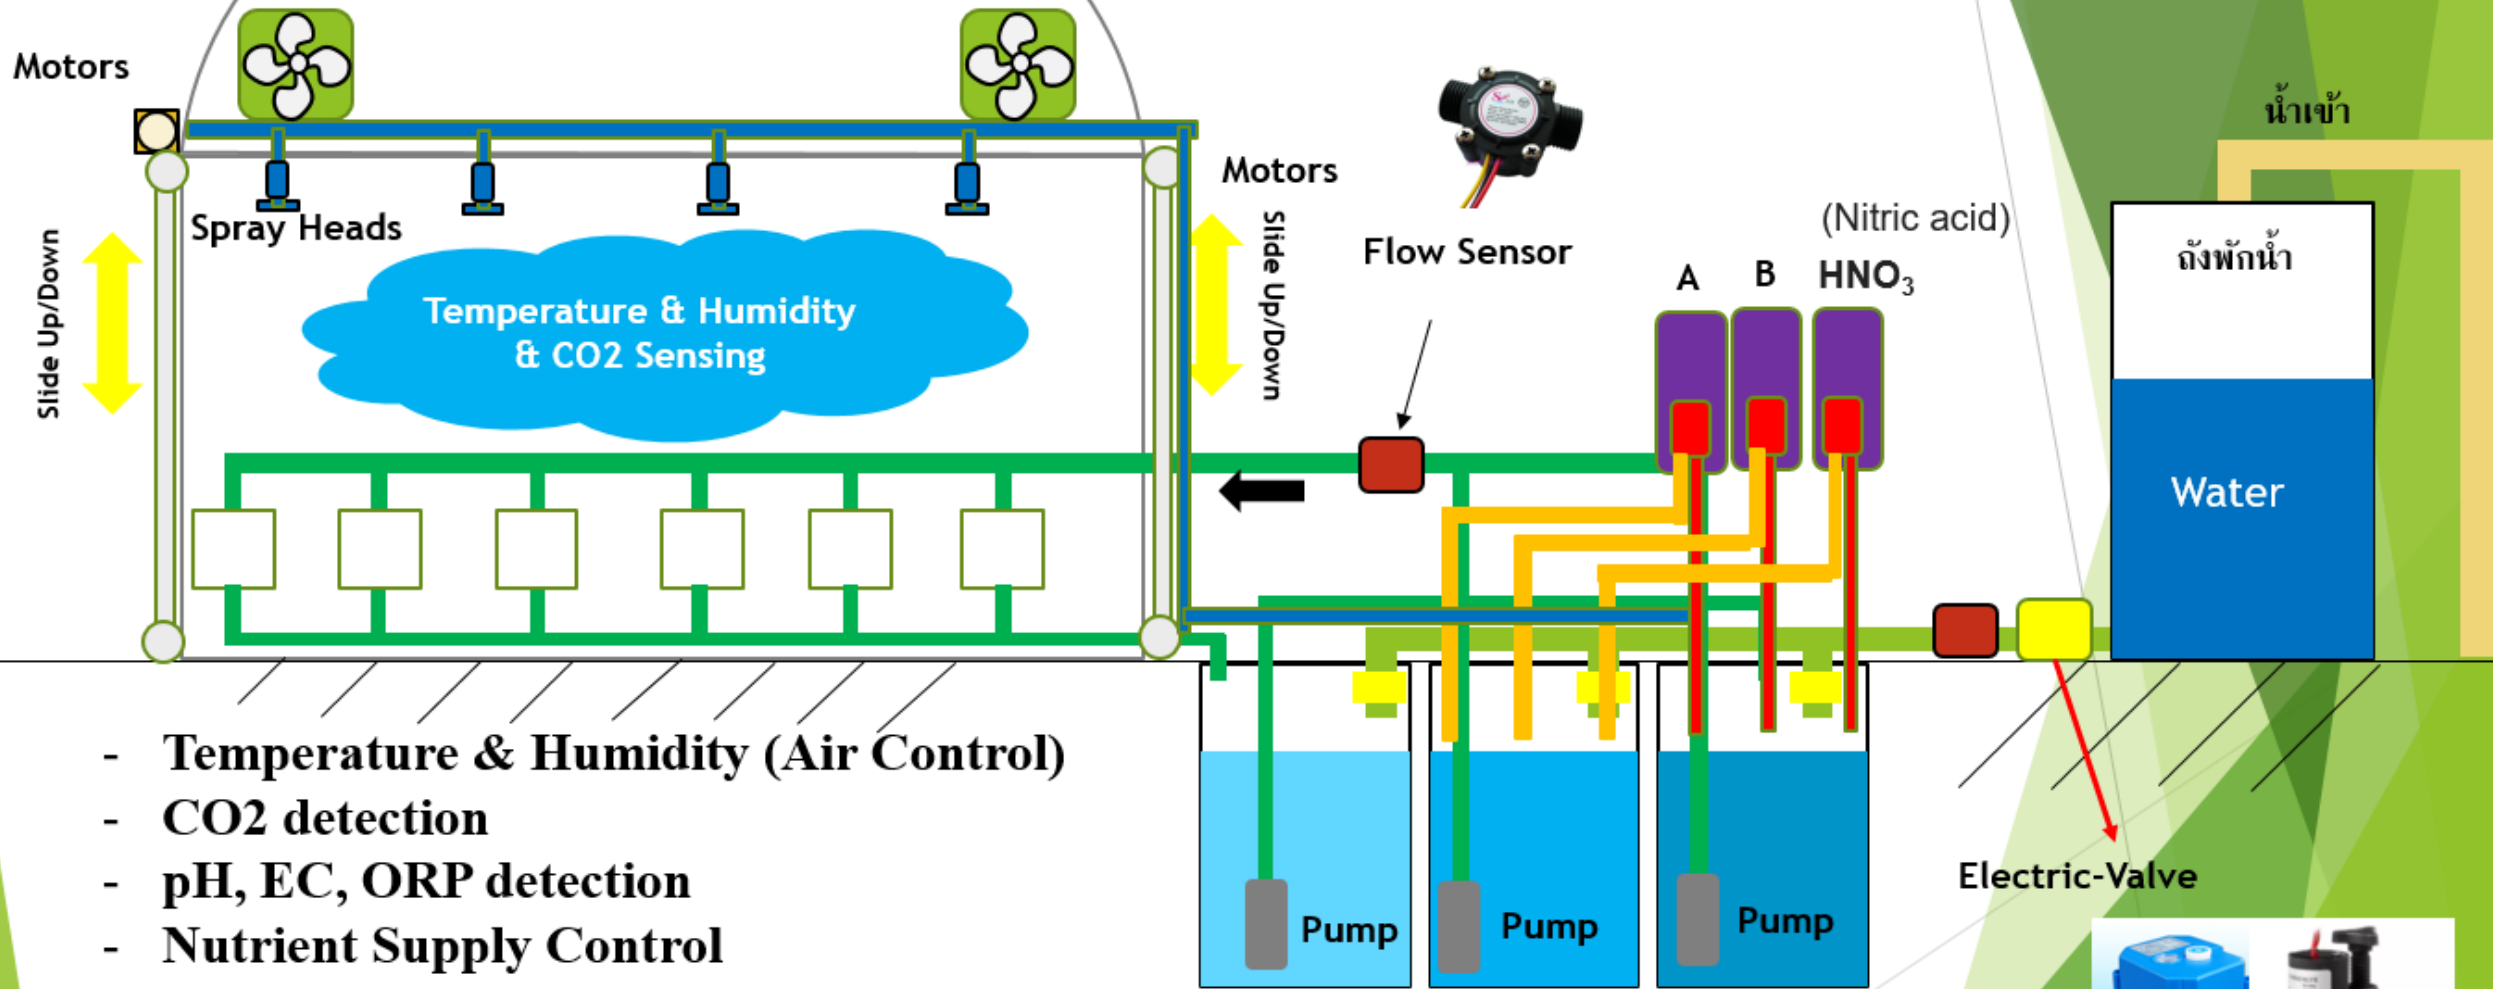 Motors
น้ำเข้า
Motors
(Nitric acid)
Spray Heads
Slide Up/Down
Slide Up/Down
Flow Sensor
ถังพักน้ำ
A
B
HNO₃
Temperature & Humidity
& CO2 Sensing
Water
- Temperature & Humidity (Air Control)
- CO2 detection
- pH, EC, ORP detection
- Nutrient Supply Control
Pump
Pump
Pump
Electric-Valve